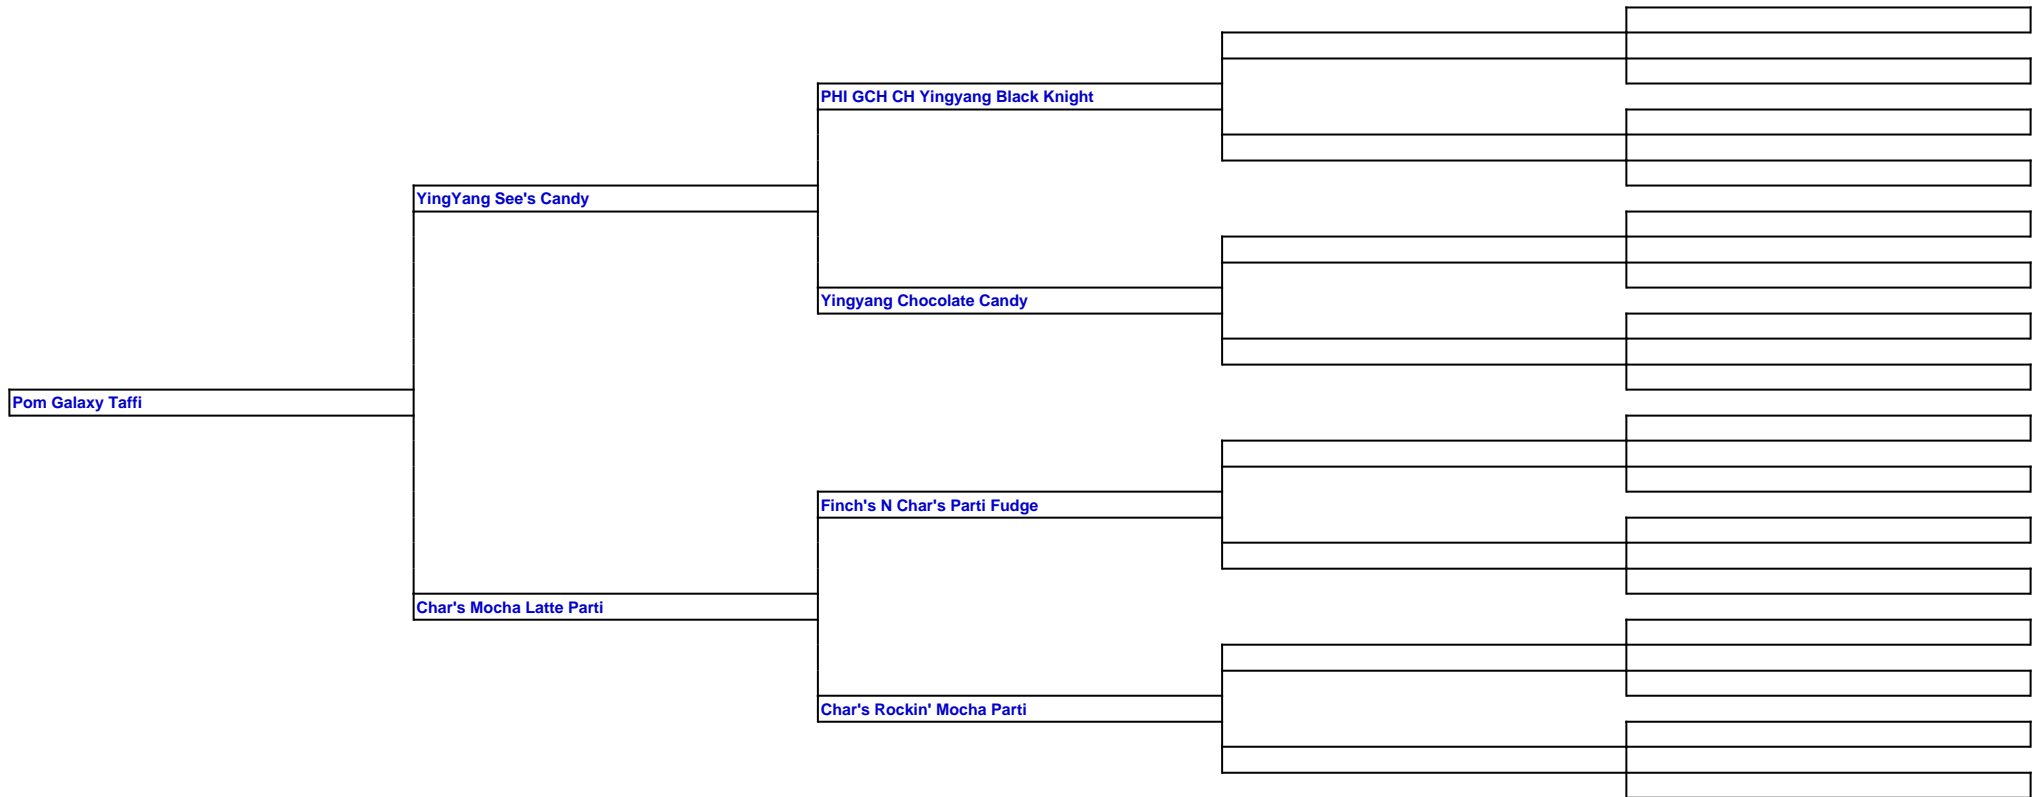 PHI GCH CH Yingyang Black Knight
YingYang See's Candy
Yingyang Chocolate Candy
Pom Galaxy Taffi
Finch's N Char's Parti Fudge
Char's Mocha Latte Parti
Char's Rockin' Mocha Parti